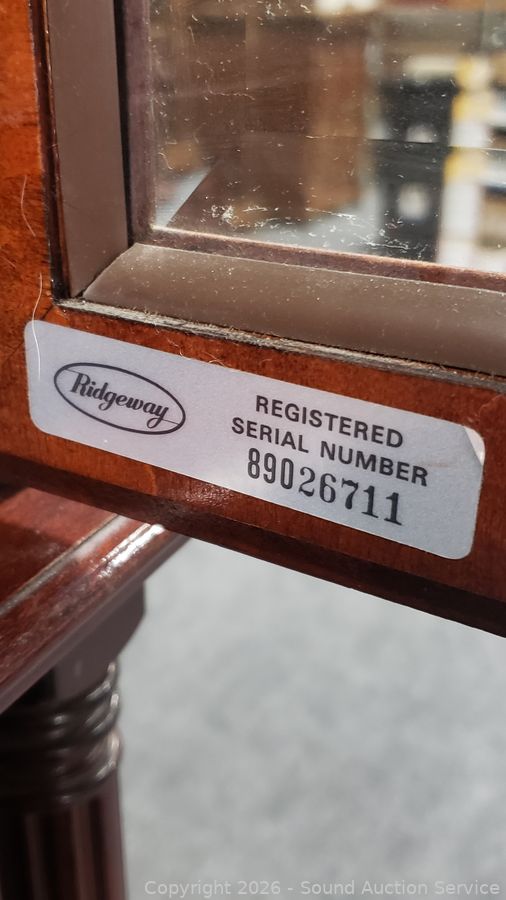 Ridgeway
REGISTERED
SERIAL NUMBER
89026711
Copyright 2026 - Sound Auction Service